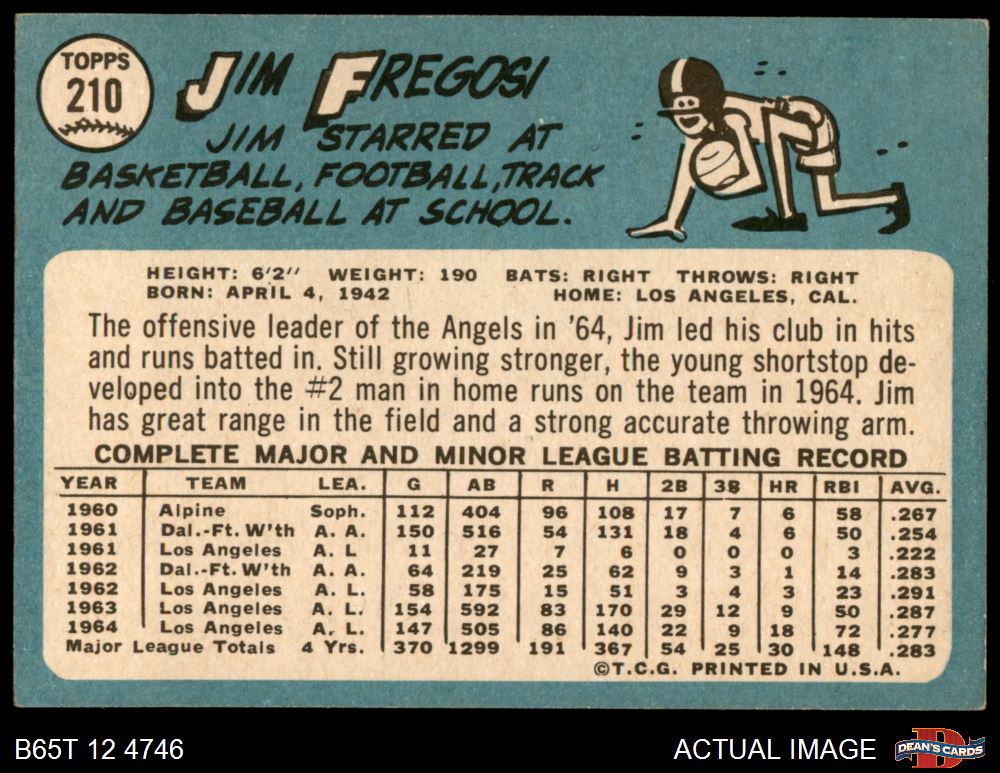 TOPPS
210
JIM FREGOSI
JIM STARRED AT
BASKETBALL, FOOTBALL, TRACK
AND BASEBALL AT SCHOOL.
HEIGHT: 6'2" WEIGHT: 190 BATS: RIGHT THROWS: RIGHT
BORN: APRIL 4, 1942 HOME: LOS ANGELES, CAL.
The offensive leader of the Angels in '64, Jim led his club in hits
and runs batted in. Still growing stronger, the young shortstop de-
veloped into the #2 man in home runs on the team in 1964. Jim
has great range in the field and a strong accurate throwing arm.
COMPLETE MAJOR AND MINOR LEAGUE BATTING RECORD
YEAR TEAM LEA. G AB R H 2B 3B HR RBI AVG.
1960 Alpine Soph. 112 404 96 108 17 7 6 58 .267
1961 Dal.-Ft. W'th A. A. 150 516 54 131 18 4 6 50 .254
1961 Los Angeles A. L 11 27 7 6 0 0 0 3 .222
1962 Dal.-Ft. W'th A. A. 64 219 25 62 9 3 1 14 .283
1962 Los Angeles A. L. 58 175 15 51 3 4 3 23 .291
1963 Los Angeles A. L. 154 592 83 170 29 12 9 50 .287
1964 Los Angeles A. L. 147 505 86 140 22 9 18 72 .277
Major League Totals 4 Yrs. 370 1299 191 367 54 25 30 148 .283
©T.C.G. PRINTED IN U.S.A.
B65T 12 4746 ACTUAL IMAGE
D
DEAN'S CARDS